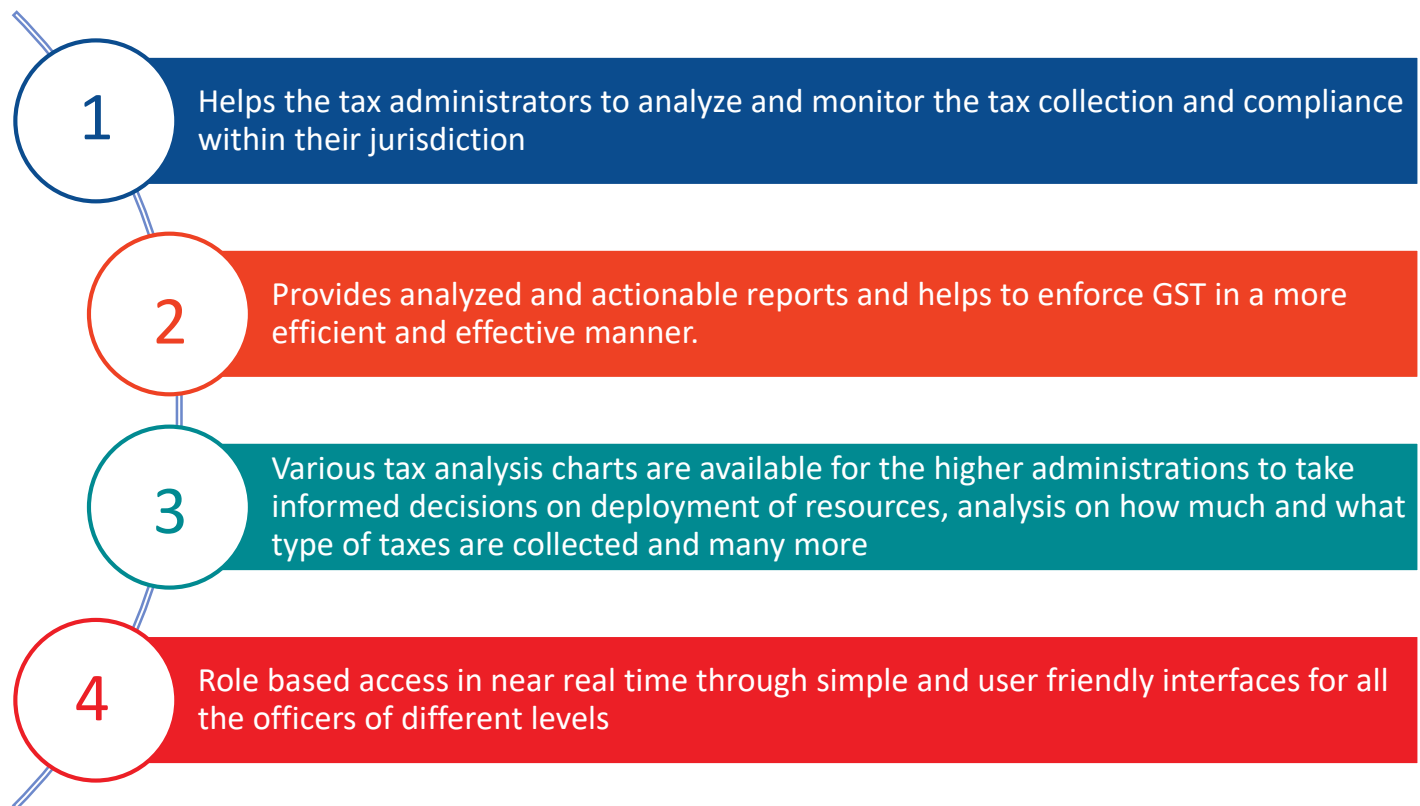 1
Helps the tax administrators to analyze and monitor the tax collection and compliance
within their jurisdiction
2
Provides analyzed and actionable reports and helps to enforce GST in a more
efficient and effective manner.
3
Various tax analysis charts are available for the higher administrations to take
informed decisions on deployment of resources, analysis on how much and what
type of taxes are collected and many more
4
Role based access in near real time through simple and user friendly interfaces for all
the officers of different levels